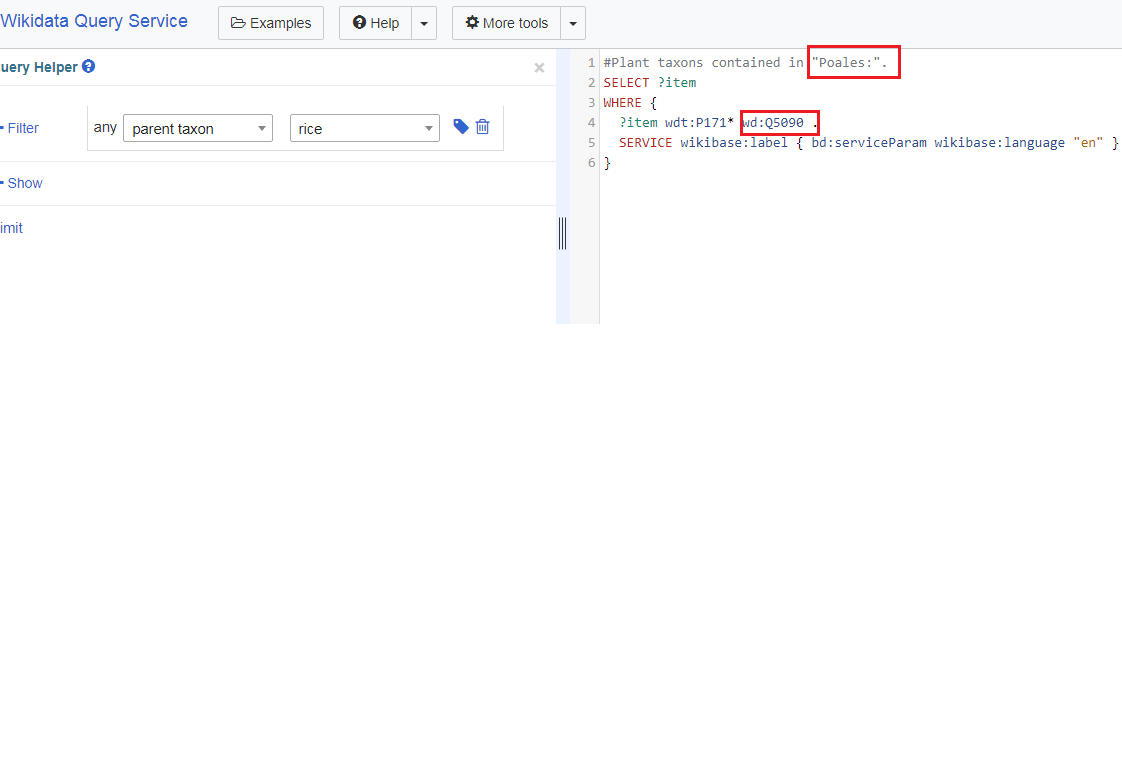 Wikidata Query Service
Examples
Help
More tools
uery Helper
×
Filter
any
parent taxon
rice
Show
imit
1 #Plant taxons contained in "Poales:".
2 SELECT ?item
3 WHERE {
4 ?item wdt:P171* wd:Q5090 .
5 SERVICE wikibase:label { bd:serviceParam wikibase:language "en" }
6 }